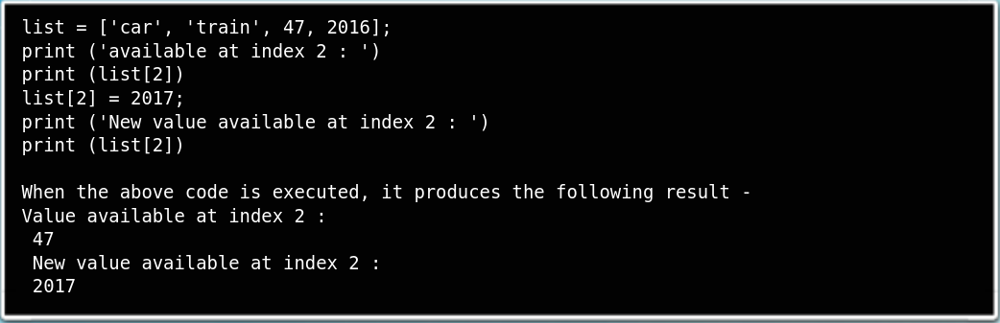 list = ['car', 'train', 47, 2016];
print ('available at index 2 : ')
print (list[2])
list[2] = 2017;
print ('New value available at index 2 : ')
print (list[2])

When the above code is executed, it produces the following result -
Value available at index 2 :
 47
 New value available at index 2 :
 2017